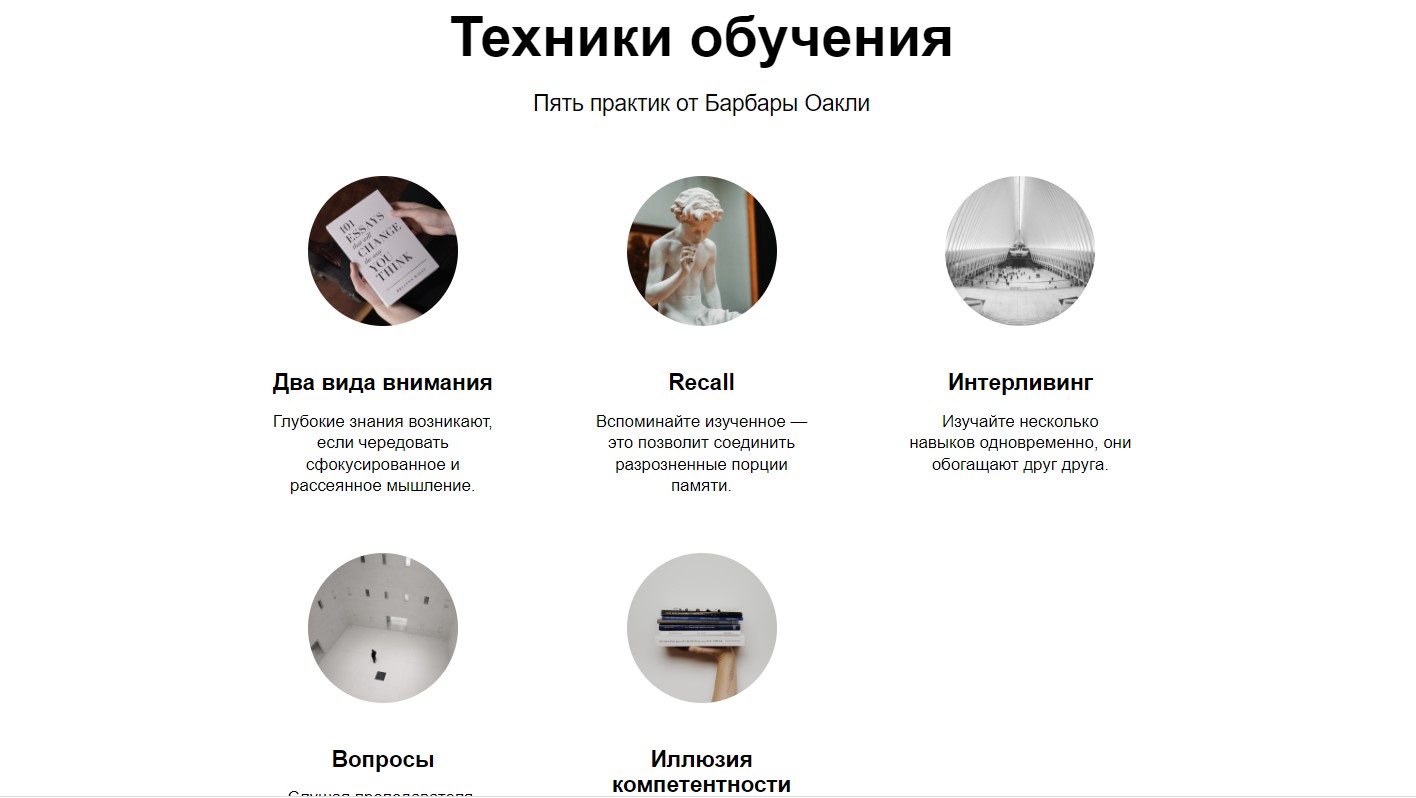 Техники обучения
Пять практик от Барбары Оакли
101
ESSAYS
that will
CHANGE
the way
YOU
THINK
Два вида внимания
Глубокие знания возникают,
если чередовать
сфокусированное и
рассеянное мышление.
Recall
Вспоминайте изученное —
это позволит соединить
разрозненные порции
памяти.
Интерливинг
Изучайте несколько
навыков одновременно, они
обогащают друг друга.
Вопросы
Иллюзия
компетентности